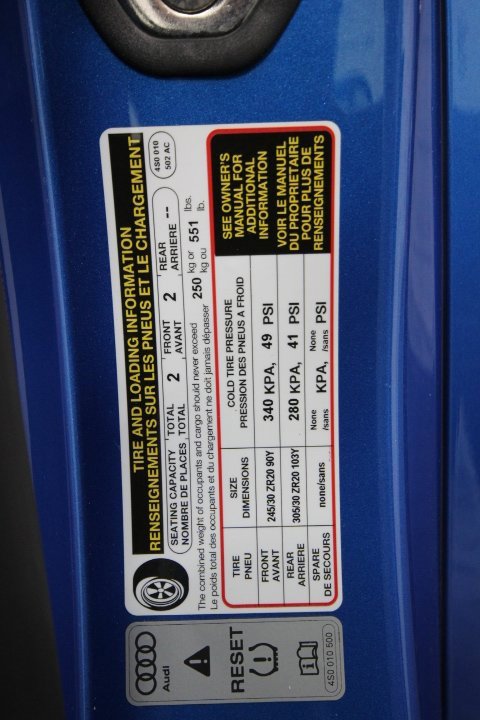 TIRE AND LOADING INFORMATION
RENSEIGNEMENTS SUR LES PNEUS ET LE CHARGEMENT
4S0 010
502 AC
SEATING CAPACITY TOTAL 2 FRONT 2 REAR --
NOMBRE DE PLACES TOTAL AVANT ARRIERE
The combined weight of occupants and cargo should never exceed 250 kg or 551 lbs.
Le poids total des occupants et du chargement ne doit jamais dépasser kg ou lb.
TIRE
PNEU
SIZE
DIMENSIONS
COLD TIRE PRESSURE
PRESSION DES PNEUS A FROID
SEE OWNER'S
MANUAL FOR
ADDITIONAL
INFORMATION
VOIR LE MANUEL
DU PROPRIETAIRE
POUR PLUS DE
RENSEIGNEMENTS
FRONT
AVANT
245/30 ZR20 90Y
340 KPA, 49 PSI
REAR
ARRIERE
305/30 ZR20 103Y
280 KPA, 41 PSI
SPARE
DE SECOURS
none/sans
None
/sans KPA,
None
/sans PSI
Audi
RESET
4S0 010 500